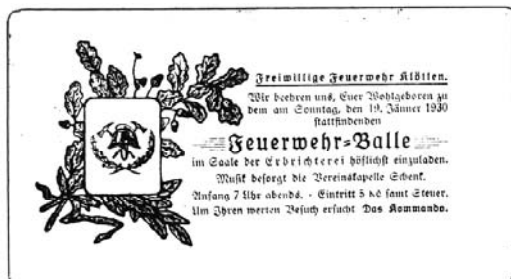 Freiwillige Feuerwehr Klötten.
Wir beehren uns, Euer Wohlgeboren zu
dem am Sonntag, den 19. Jänner 1930
stattfindenden
Feuerwehr-Balle
im Saale der Erbrichterei höflichst einzuladen.
Musik besorgt die Vereinskapelle Schenk.
Anfang 7 Uhr abends. - Eintritt 5 Kč samt Steuer.
Um Ihren werten Besuch ersucht Das Kommando.